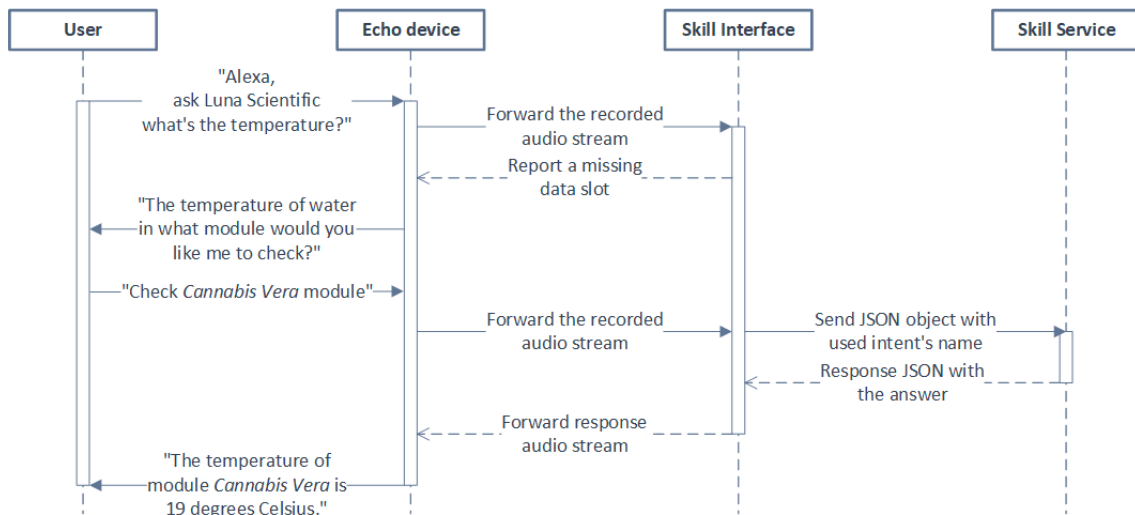 User
Echo device
Skill Interface
Skill Service
"Alexa,
ask Luna Scientific
what's the temperature?"
Forward the recorded
audio stream
Report a missing
data slot
"The temperature of water
in what module would you
like me to check?"
"Check Cannabis Vera module"
Forward the recorded
audio stream
Send JSON object with
used intent's name
Response JSON with
the answer
Forward response
audio stream
"The temperature of
module Cannabis Vera is
19 degrees Celsius."